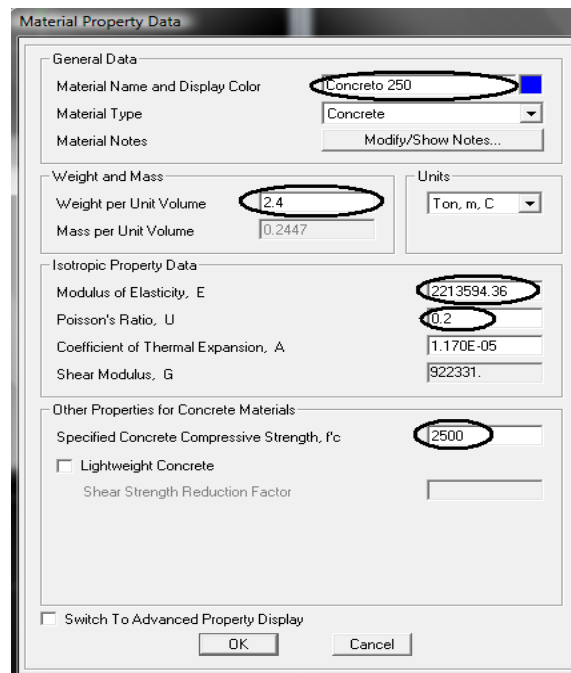 Material Property Data
General Data
Material Name and Display Color Concreto 250
Material Type Concrete
Material Notes Modify/Show Notes...
Weight and Mass Units
Weight per Unit Volume 2.4 Ton, m, C
Mass per Unit Volume 0.2447
Isotropic Property Data
Modulus of Elasticity, E 2213594.36
Poisson's Ratio, U 0.2
Coefficient of Thermal Expansion, A 1.170E-05
Shear Modulus, G 922331.
Other Properties for Concrete Materials
Specified Concrete Compressive Strength, f'c 2500
Lightweight Concrete
Shear Strength Reduction Factor
Switch To Advanced Property Display
OK Cancel